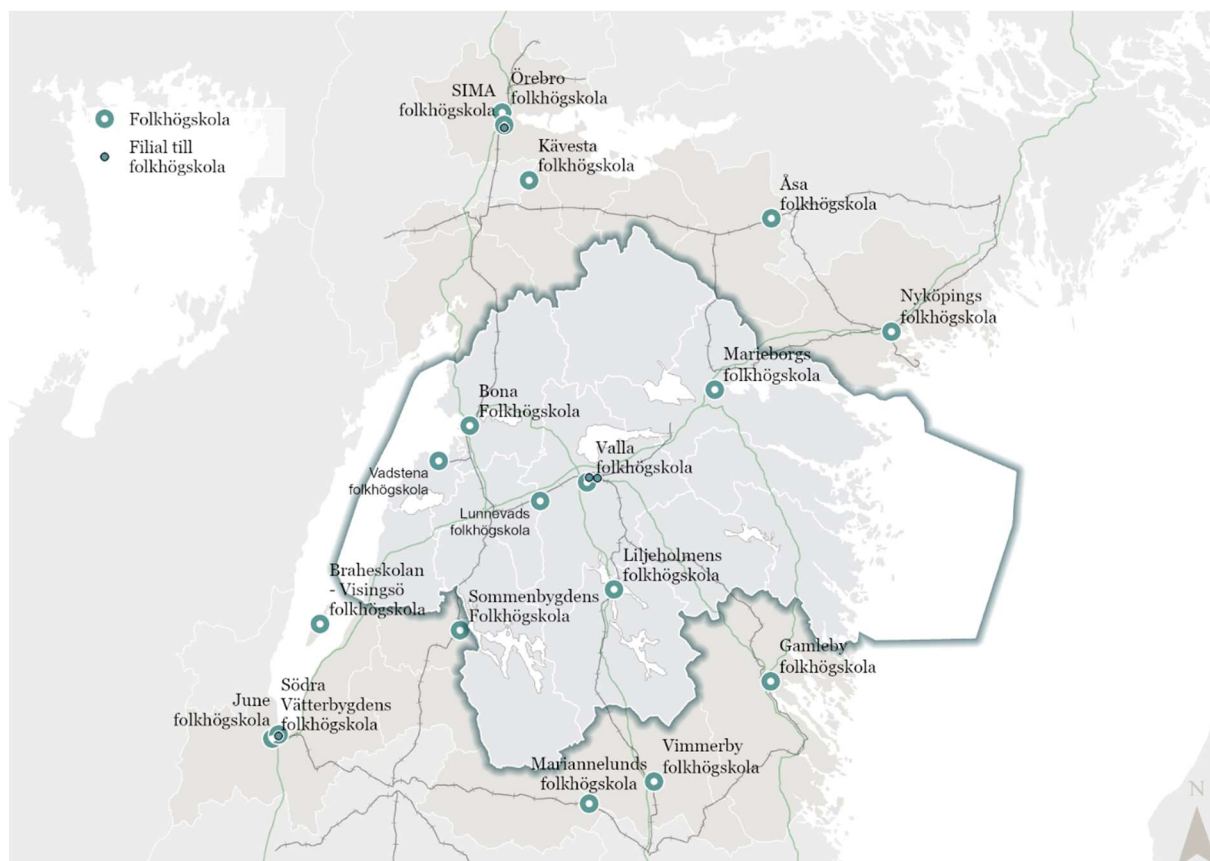 Folkhögskola
Filial till
folkhögskola
SIMA
folkhögskola
Örebro
folkhögskola
Kävesta
folkhögskola
Åsa
folkhögskola
Nyköpings
folkhögskola
Marieborgs
folkhögskola
Bona
Folkhögskola
Valla
folkhögskola
Vadstena
folkhögskola
Lunnevads
folkhögskola
Liljeholmens
folkhögskola
Braheskolan
- Visingsö
folkhögskola
Sommenbygdens
Folkhögskola
Gamleby
folkhögskola
June
folkhögskola
Södra
Vätterbygdens
folkhögskola
Mariannelunds
folkhögskola
Vimmerby
folkhögskola
N